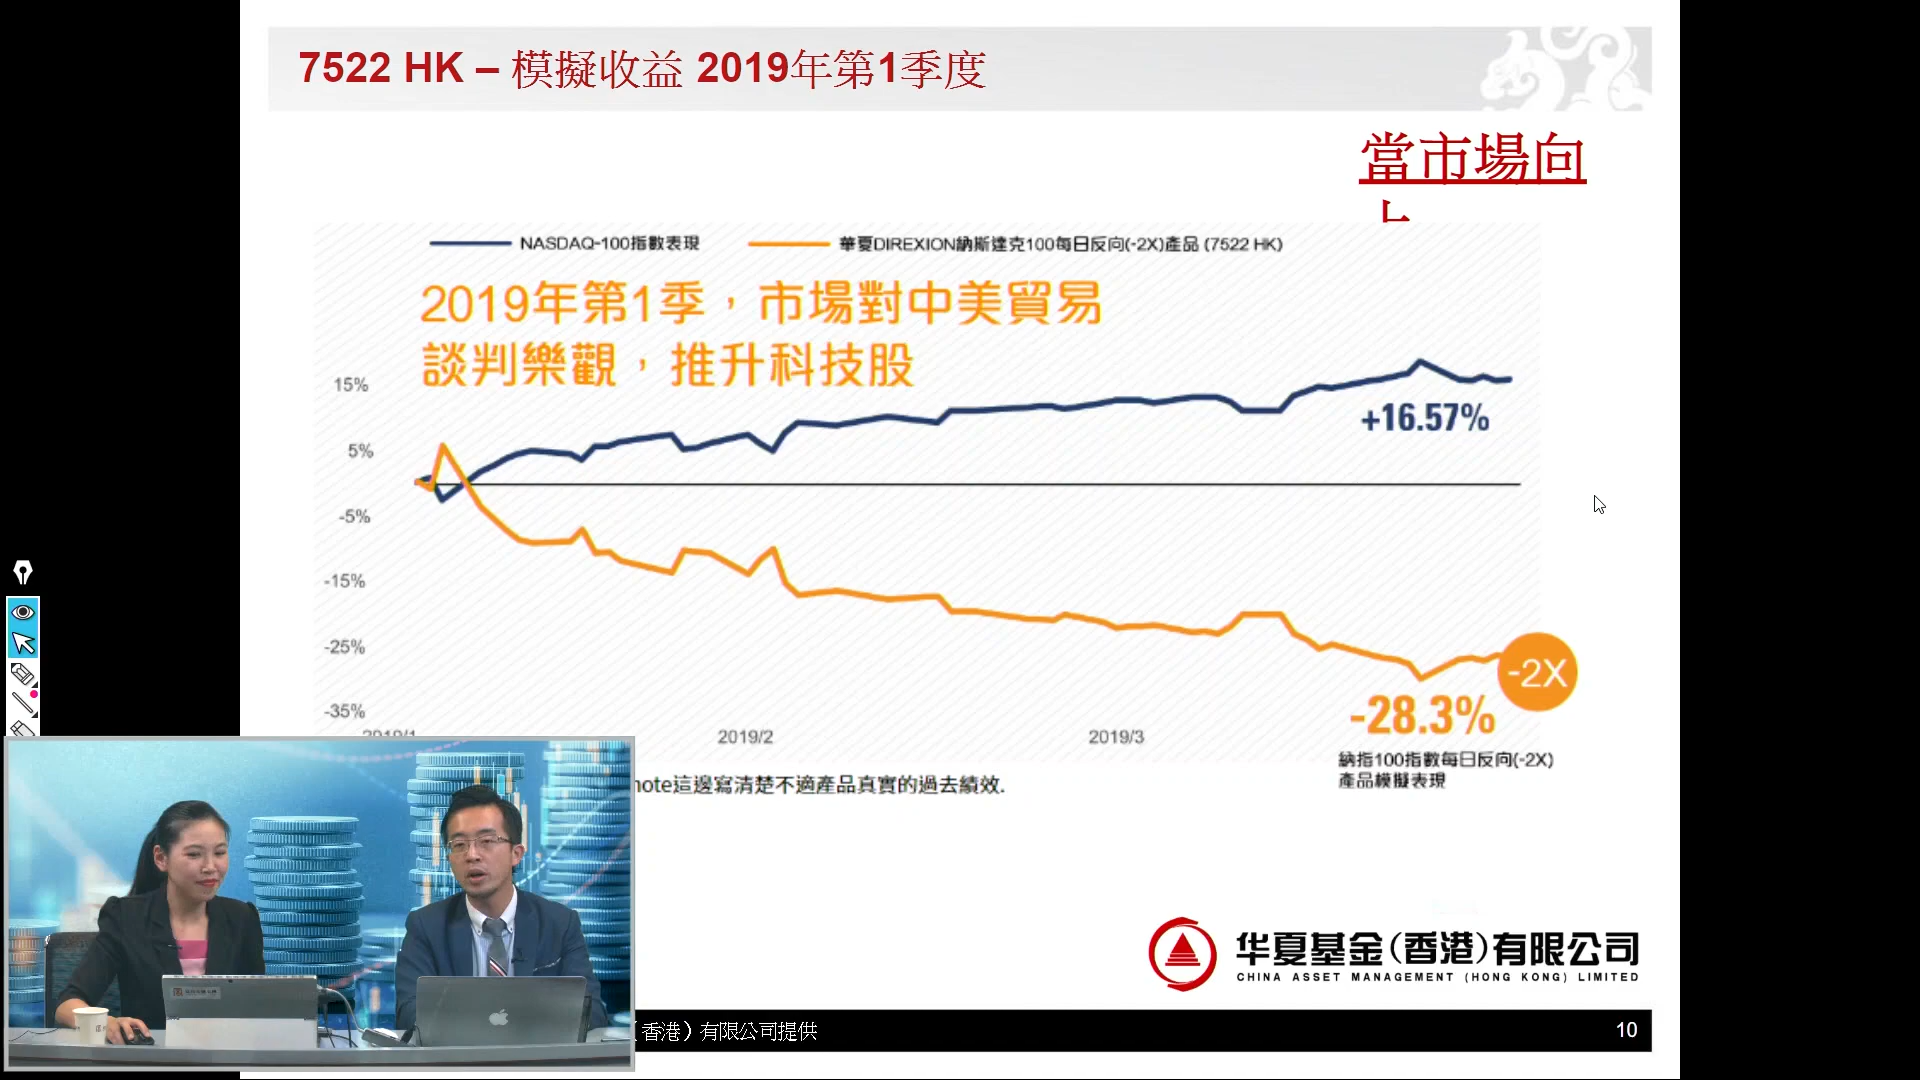 7522 HK – 模擬收益 2019年第1季度
當市場向
NASDAQ-100指數表現
華夏DIREXION納斯達克100每日反向(-2X)產品 (7522 HK)
2019年第1季，市場對中美貿易
談判樂觀，推升科技股
15%
5%
-5%
-15%
-25%
-35%
+16.57%
-2X
-28.3%
2019/1
2019/2
2019/3
納指100指數每日反向(-2X)
產品模擬表現
note這邊寫清楚不適產品真實的過去績效.
华夏基金(香港)有限公司
CHINA ASSET MANAGEMENT (HONG KONG) LIMITED
（香港）有限公司提供
10